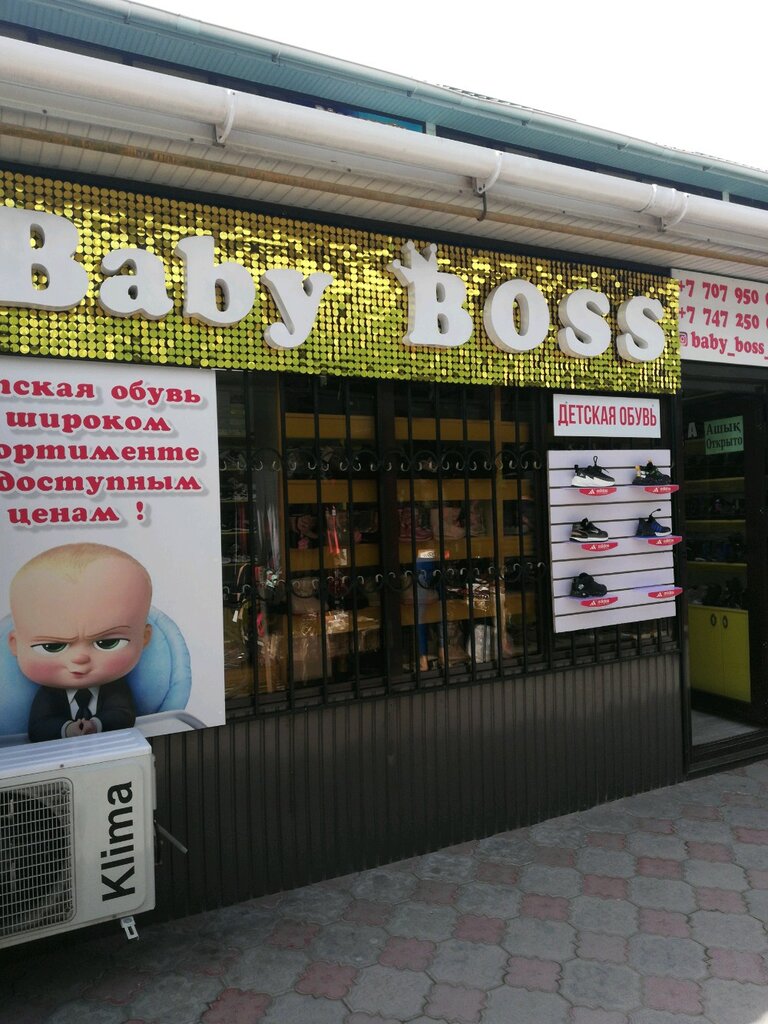 Baby Boss
+7 707 950
+7 747 250
baby_boss_
тская обувь
широком
ортименте
доступным
ценам !
ДЕТСКАЯ ОБУВЬ
Ашық
Открыто
Klima